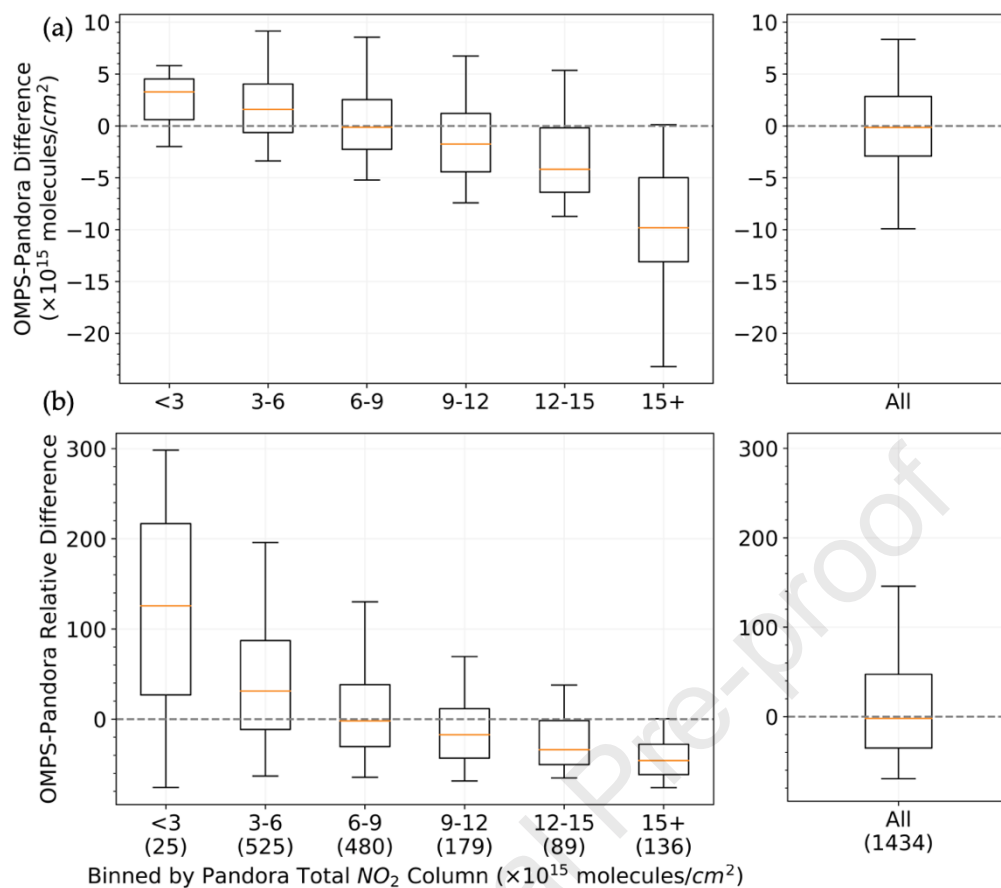 (a)
OMPS-Pandora Difference
(×10¹⁵ molecules/cm²)
10
5
0
−5
−10
−15
−20
<3 3-6 6-9 9-12 12-15 15+
10
5
0
−5
−10
−15
−20
All
(b)
OMPS-Pandora Relative Difference
300
200
100
0
<3 3-6 6-9 9-12 12-15 15+
(25) (525) (480) (179) (89) (136)
Binned by Pandora Total NO₂ Column (×10¹⁵ molecules/cm²)
300
200
100
0
All
(1434)
al Pre-proof